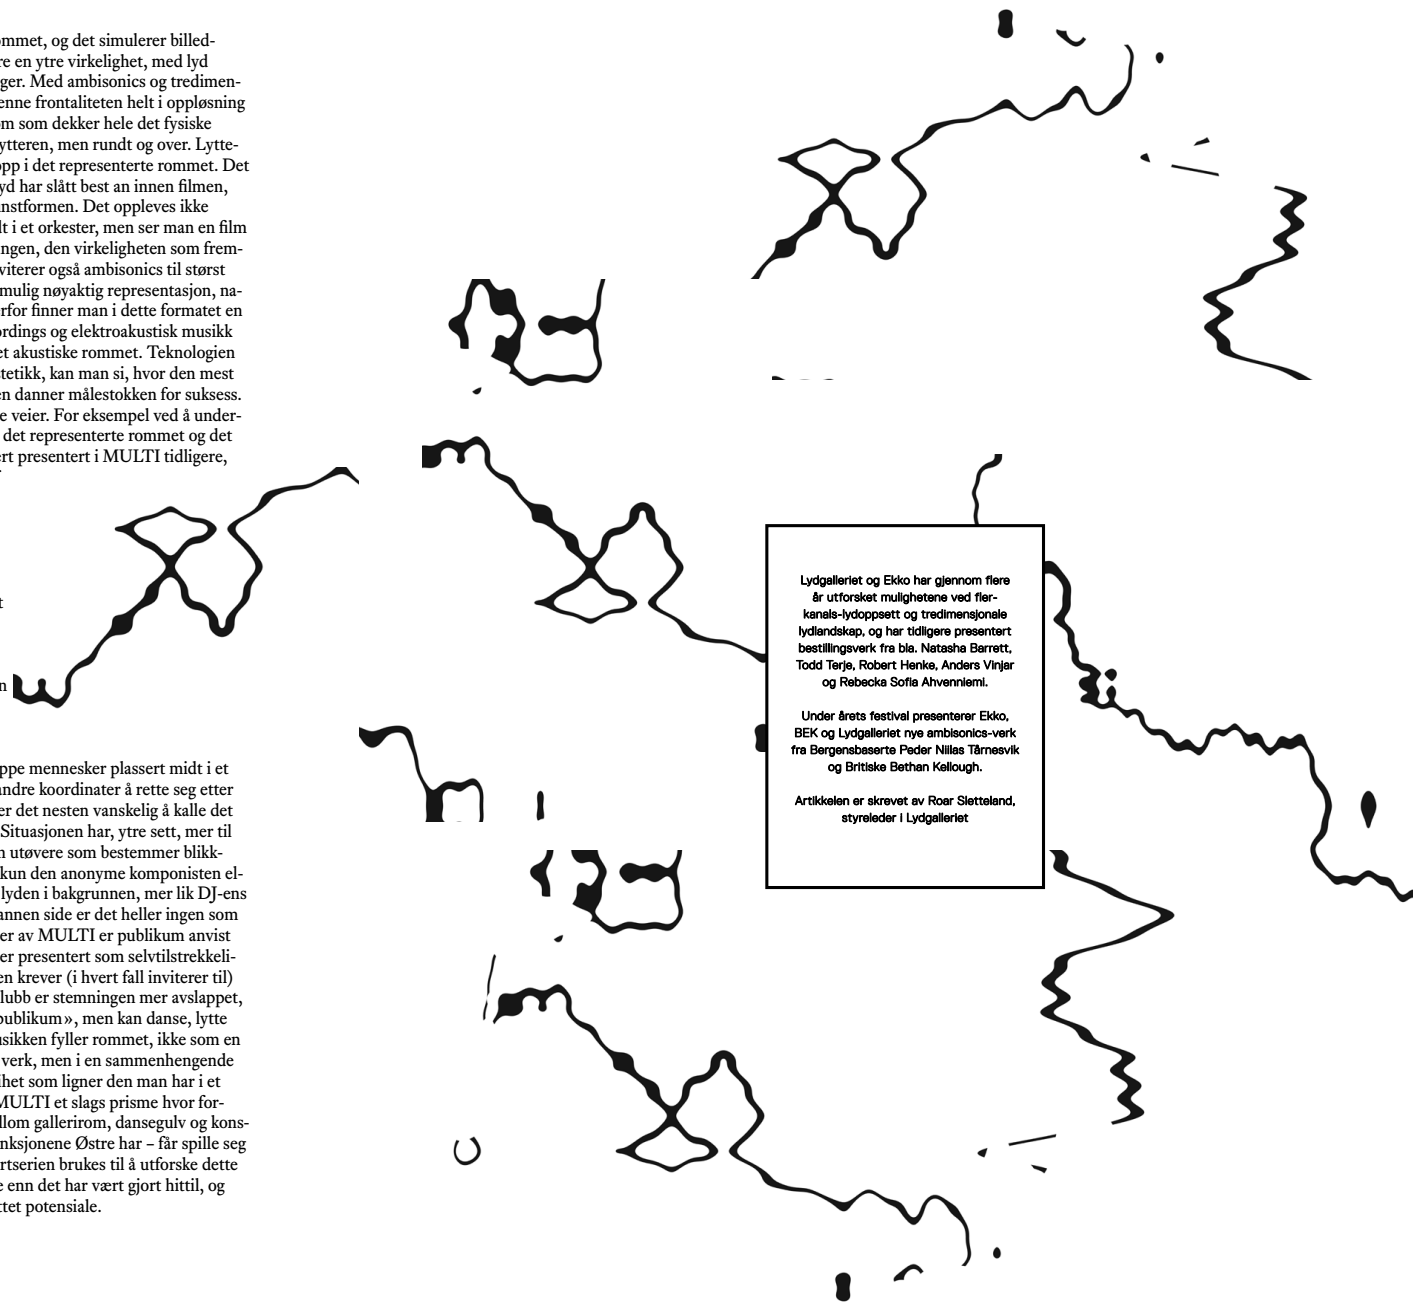 ommet, og det simulerer billed-
re en ytre virkelighet, med lyd
ger. Med ambisonics og tredimen-
enne frontaliteten helt i oppløsning
om som dekker hele det fysiske
ytteren, men rundt og over. Lytte-
opp i det representerte rommet. Det
yd har slått best an innen filmen,
nstformen. Det oppleves ikke
lt i et orkester, men ser man en film
ngen, den virkeligheten som frem-
viterer også ambisonics til størst
mulig nøyaktig representasjon, na-
erfor finner man i dette formatet en
ordings og elektroakustisk musikk
et akustiske rommet. Teknologien
stetikk, kan man si, hvor den mest
en danner målestokken for suksess.
e veier. For eksempel ved å under-
det representerte rommet og det
ert presentert i MULTI tidligere,
t
n
ppe mennesker plassert midt i et
andre koordinater å rette seg etter
er det nesten vanskelig å kalle det
Situasjonen har, ytre sett, mer til
n utøvere som bestemmer blikk-
kun den anonyme komponisten el-
lyden i bakgrunnen, mer lik DJ-ens
annen side er det heller ingen som
er av MULTI er publikum anvist
er presentert som selvtilstrekkeli-
en krever (i hvert fall inviterer til)
lubb er stemningen mer avslappet,
publikum», men kan danse, lytte
usikken fyller rommet, ikke som en
verk, men i en sammenhengende
ihet som ligner den man har i et
MULTI et slags prisme hvor for-
llom gallerirom, dansegulv og kons-
nksjonene Østre har – får spille seg
rtserien brukes til å utforske dette
e enn det har vært gjort hittil, og
ttet potensiale.
Lydgalleriet og Ekko har gjennom flere
år utforsket mulighetene ved fler-
kanals-lydoppsett og tredimensjonale
lydlandskap, og har tidligere presentert
bestillingsverk fra bla. Natasha Barrett,
Todd Terje, Robert Henke, Anders Vinjar
og Rebecka Sofia Ahvenniemi.
Under årets festival presenterer Ekko,
BEK og Lydgalleriet nye ambisonics-verk
fra Bergensbaserte Peder Niilas Tårnesvik
og Britiske Bethan Kellough.
Artikkelen er skrevet av Roar Sletteland,
styreleder i Lydgalleriet